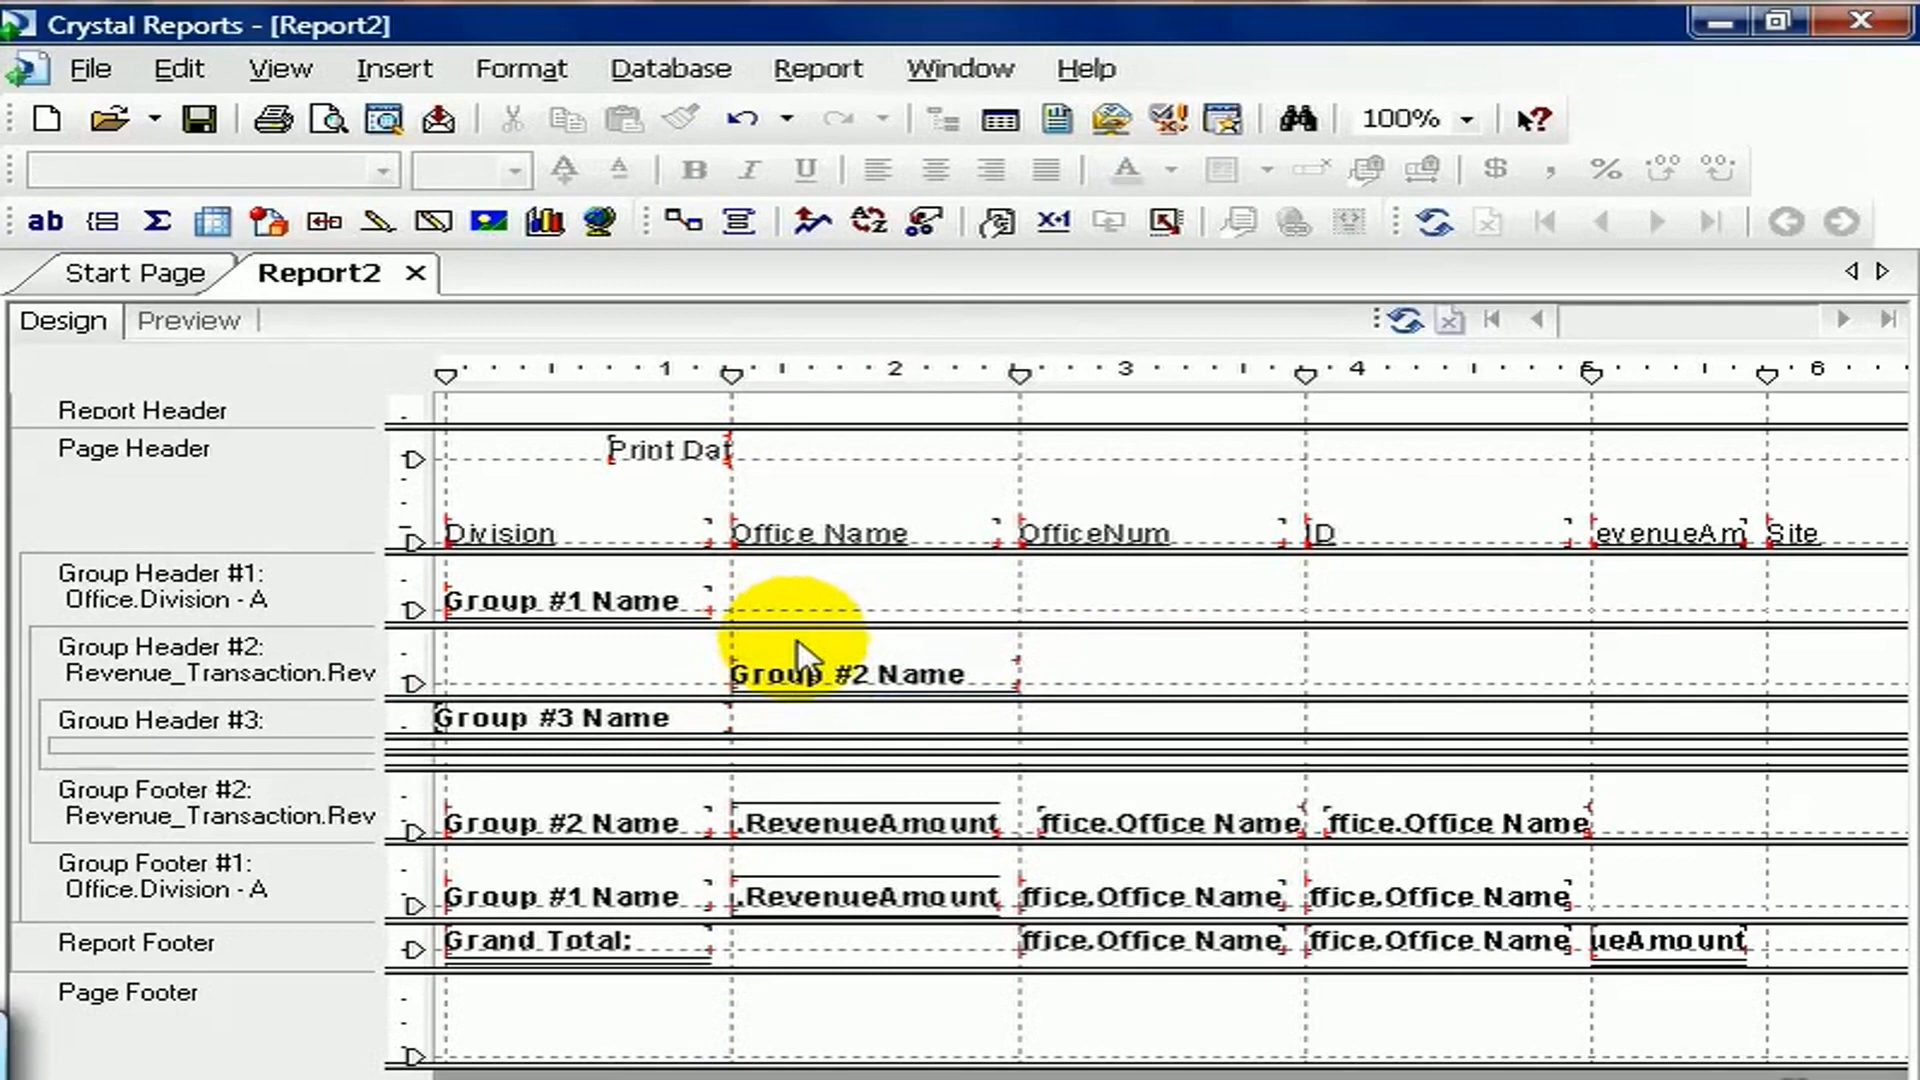 Crystal Reports - [Report2]
File Edit View Insert Format Database Report Window Help
100%
Start Page Report2
Design Preview
1 2 3 4 5 6
Report Header
Page Header
Print Dat
Division Office Name OfficeNum ID evenueAm Site
Group Header #1:
Office.Division - A
Group #1 Name
Group Header #2:
Revenue_Transaction.Rev
Group #2 Name
Group Header #3:
Group #3 Name
Group Footer #2:
Revenue_Transaction.Rev
Group #2 Name .RevenueAmount ffice.Office Name ffice.Office Name
Group Footer #1:
Office.Division - A
Group #1 Name .RevenueAmount ffice.Office Name ffice.Office Name
Report Footer
Grand Total: ffice.Office Name ffice.Office Name ueAmount
Page Footer